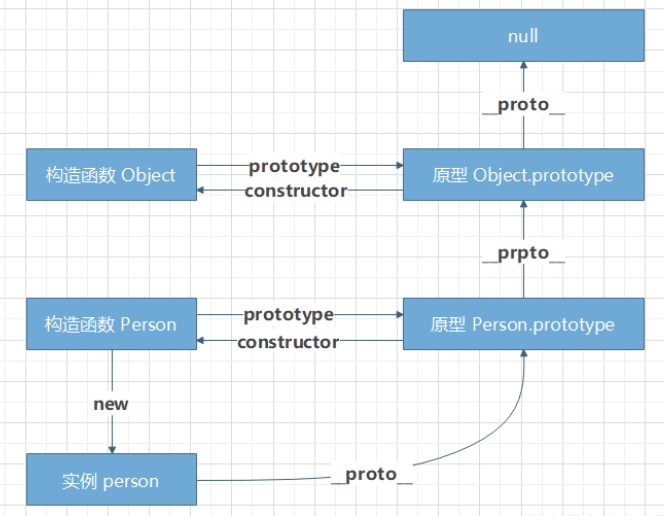 null
__proto__
构造函数 Object
prototype
constructor
原型 Object.prototype
__prpto__
构造函数 Person
prototype
constructor
原型 Person.prototype
new
实例 person
__proto__